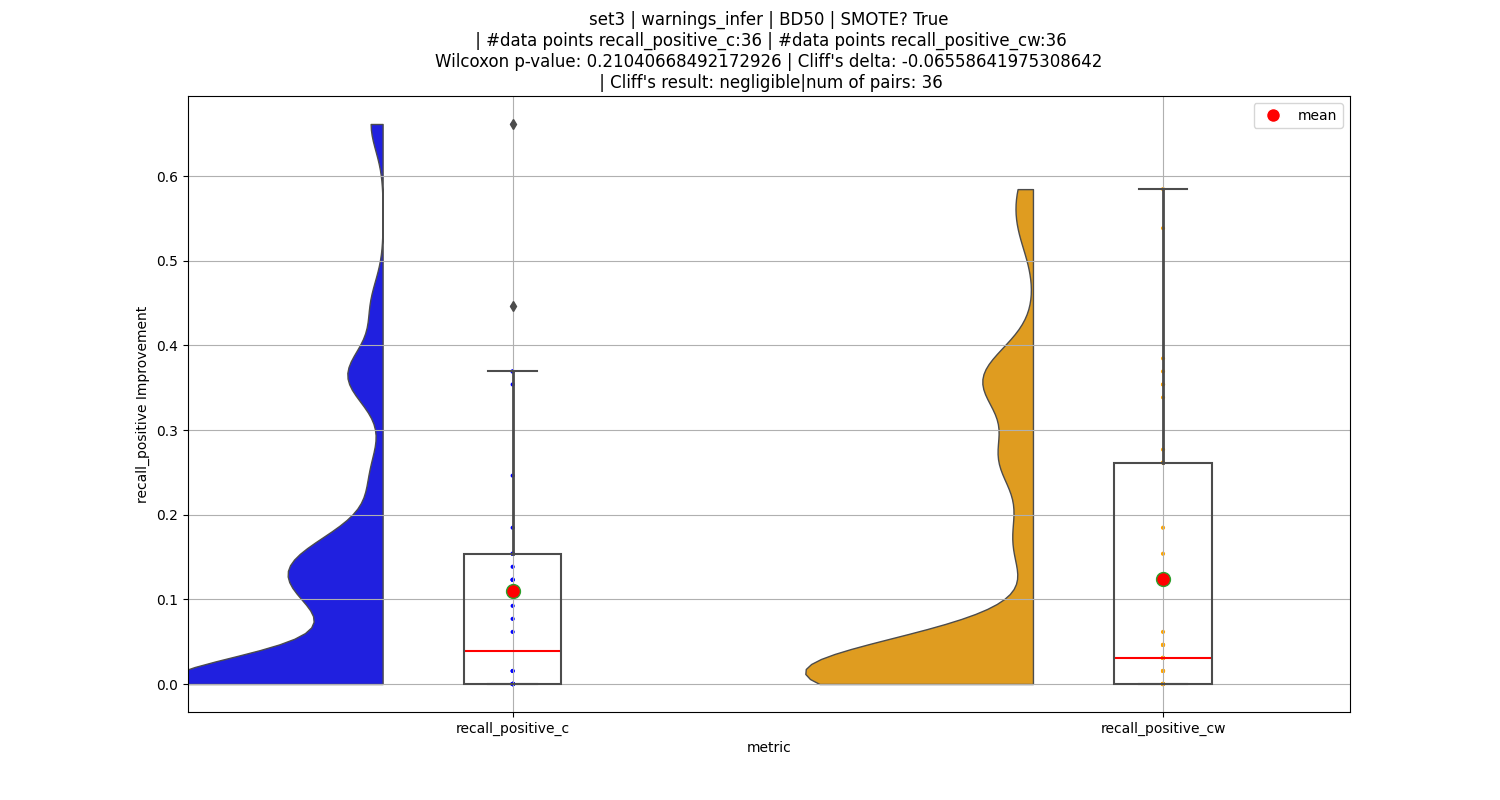 set3 | warnings_infer | BD50 | SMOTE? True
| #data points recall_positive_c:36 | #data points recall_positive_cw:36
Wilcoxon p-value: 0.21040668492172926 | Cliff's delta: -0.06558641975308642
| Cliff's result: negligible|num of pairs: 36
mean
0.6
0.5
0.4
0.3
0.2
0.1
0.0
recall_positive Improvement
recall_positive_c
recall_positive_cw
metric